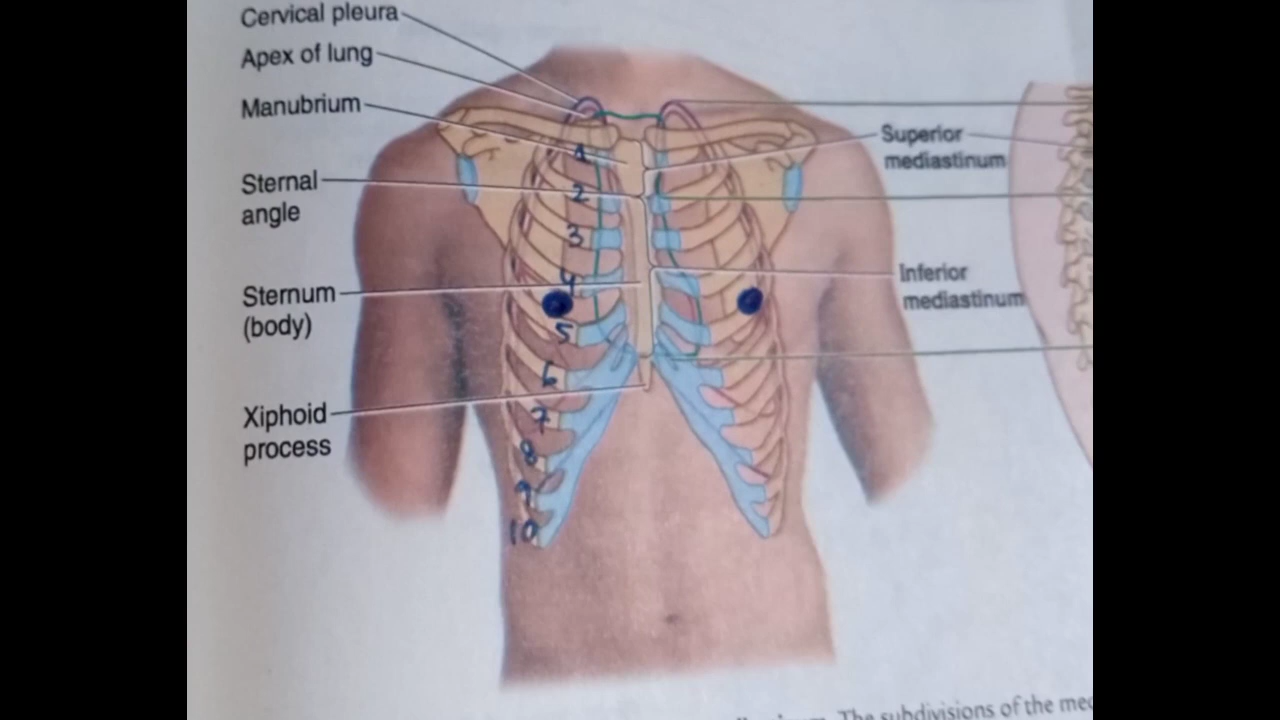 Cervical pleura
Apex of lung
Manubrium
Superior
mediastinum
Sternal
angle
Inferior
mediastinum
Sternum
(body)
Xiphoid
process
1
2
3
4
5
6
7
8
9
10
The subdivisions of the med